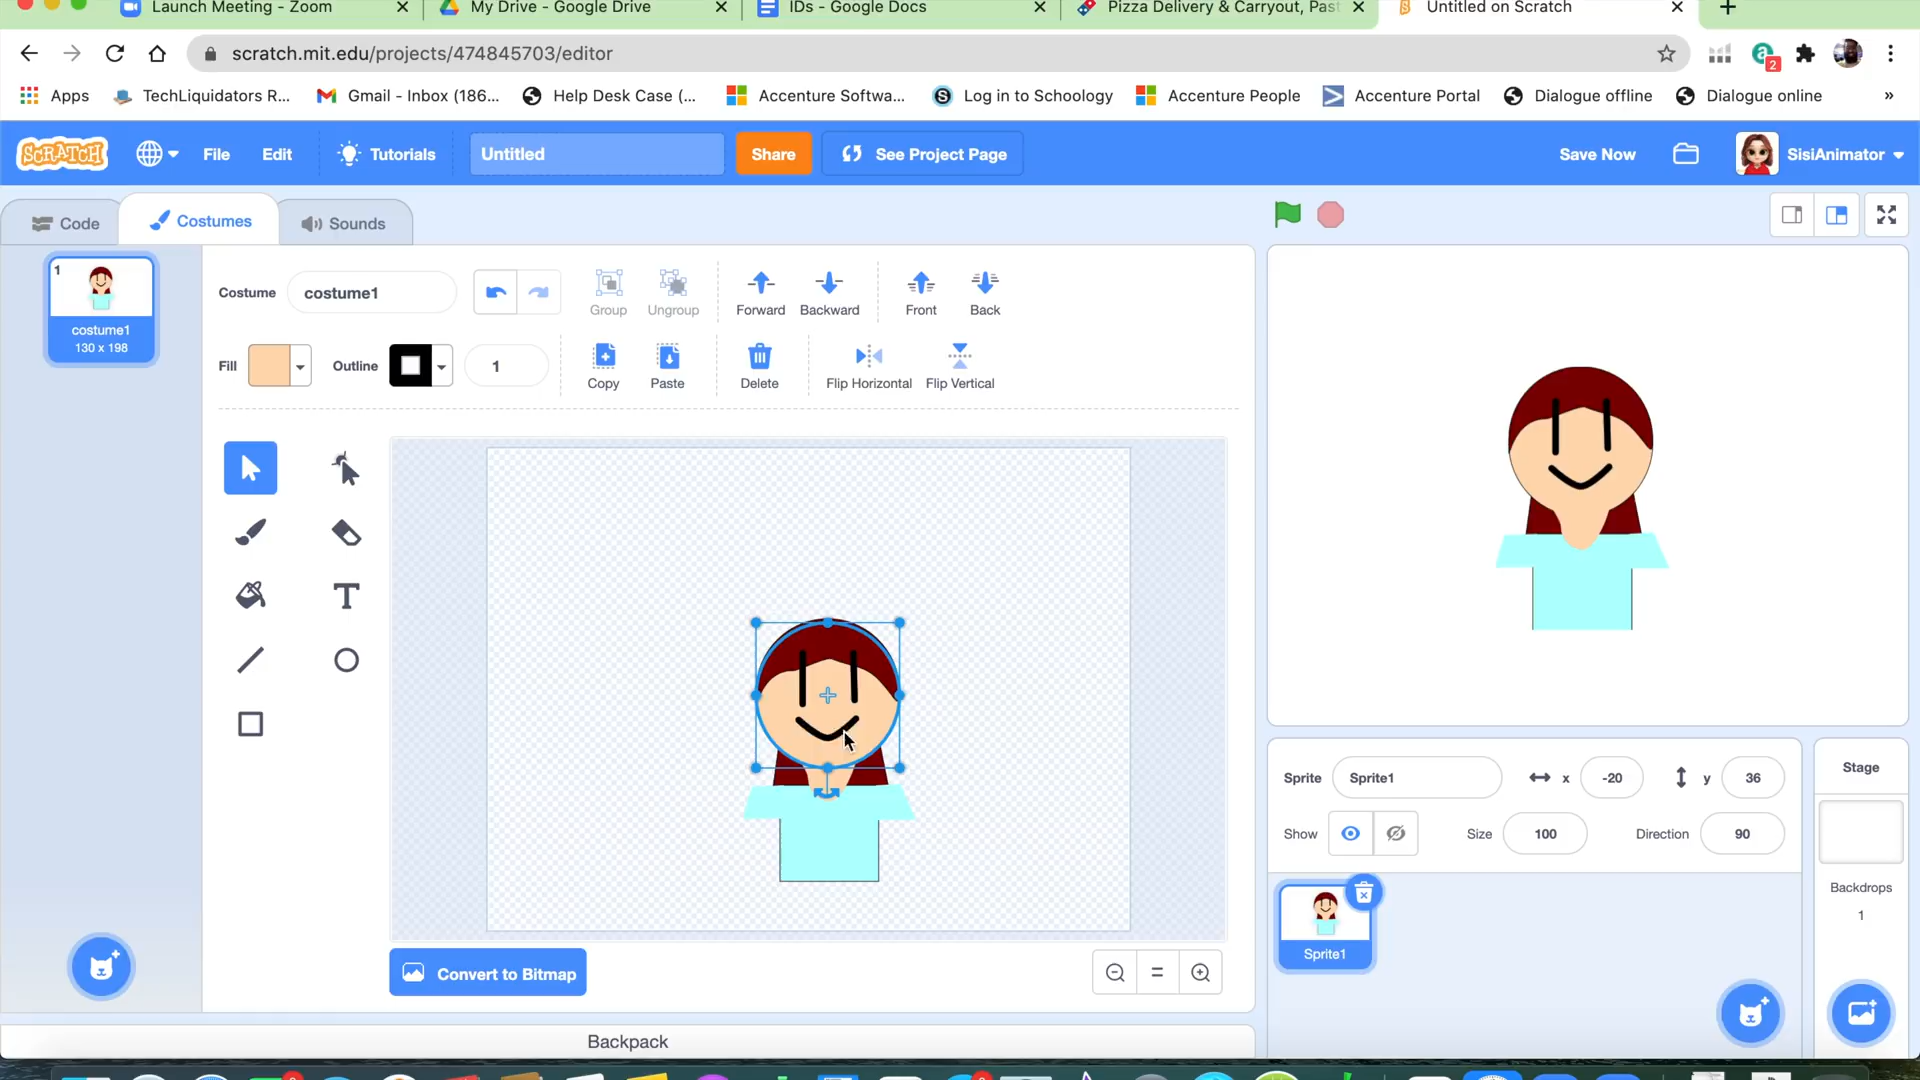 Launch Meeting - Zoom
My Drive - Google Drive
IDs - Google Docs
Pizza Delivery & Carryout, Past
Untitled on Scratch
scratch.mit.edu/projects/474845703/editor
2
Apps
TechLiquidators R...
Gmail - Inbox (186...
Help Desk Case (...
Accenture Softwa...
Log in to Schoology
Accenture People
Accenture Portal
Dialogue offline
Dialogue online
»
SCRATCH
File
Edit
Tutorials
Untitled
Share
See Project Page
Save Now
SisiAnimator
Code
Costumes
Sounds
1
costume1
130 x 198
Costume
costume1
Group
Ungroup
Forward
Backward
Front
Back
Fill
Outline
1
Copy
Paste
Delete
Flip Horizontal
Flip Vertical
Convert to Bitmap
Backpack
Sprite
Sprite1
x
-20
y
36
Show
Size
100
Direction
90
Sprite1
Stage
Backdrops
1